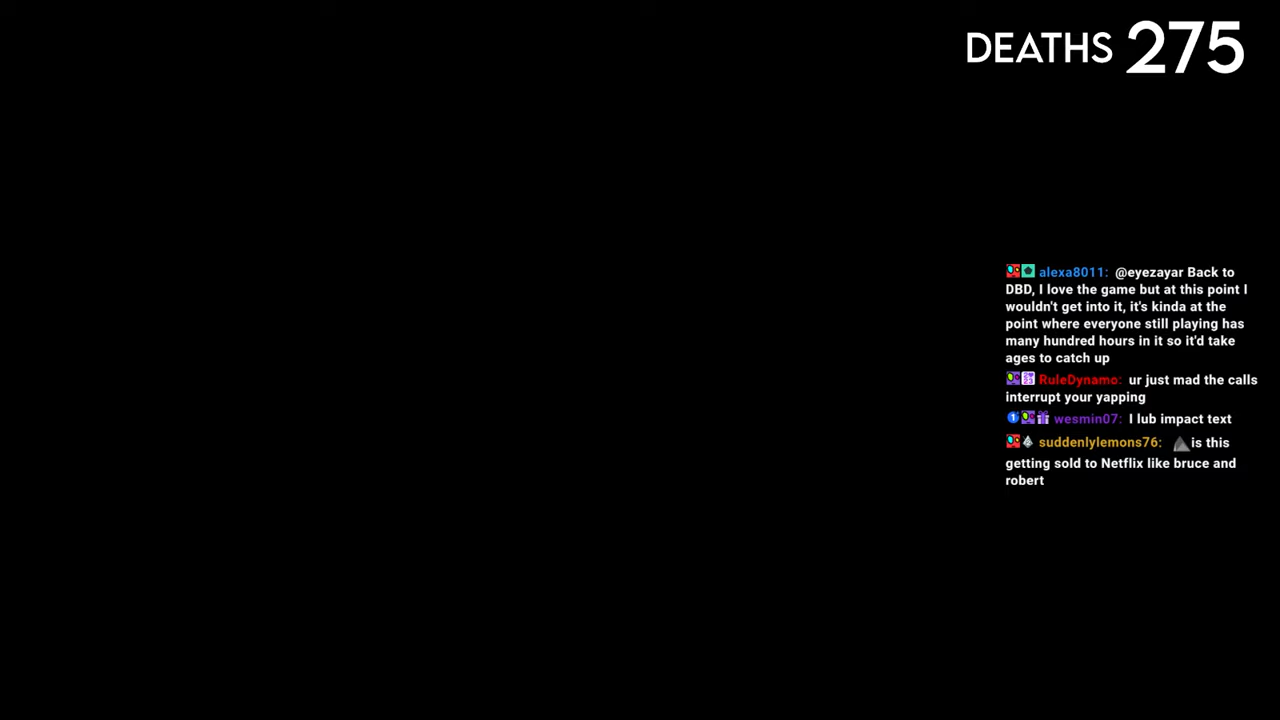 DEATHS 275
alexa8011: @eyezayar Back to
DBD, I love the game but at this point I
wouldn't get into it, it's kinda at the
point where everyone still playing has
many hundred hours in it so it'd take
ages to catch up
RuleDynamo: ur just mad the calls
interrupt your yapping
wesmin07: I lub impact text
suddenlylemons76: is this
getting sold to Netflix like bruce and
robert